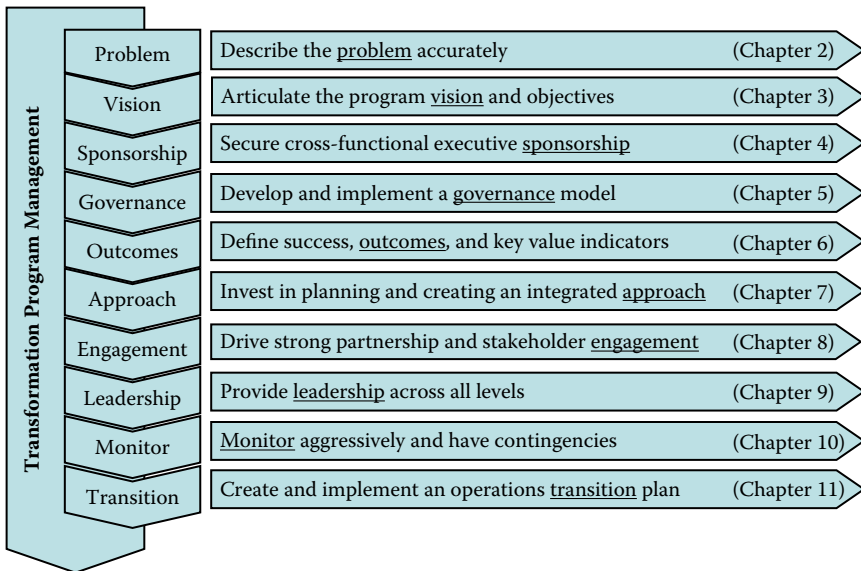 Transformation Program Management
Problem
Describe the problem accurately (Chapter 2)
Vision
Articulate the program vision and objectives (Chapter 3)
Sponsorship
Secure cross-functional executive sponsorship (Chapter 4)
Governance
Develop and implement a governance model (Chapter 5)
Outcomes
Define success, outcomes, and key value indicators (Chapter 6)
Approach
Invest in planning and creating an integrated approach (Chapter 7)
Engagement
Drive strong partnership and stakeholder engagement (Chapter 8)
Leadership
Provide leadership across all levels (Chapter 9)
Monitor
Monitor aggressively and have contingencies (Chapter 10)
Transition
Create and implement an operations transition plan (Chapter 11)